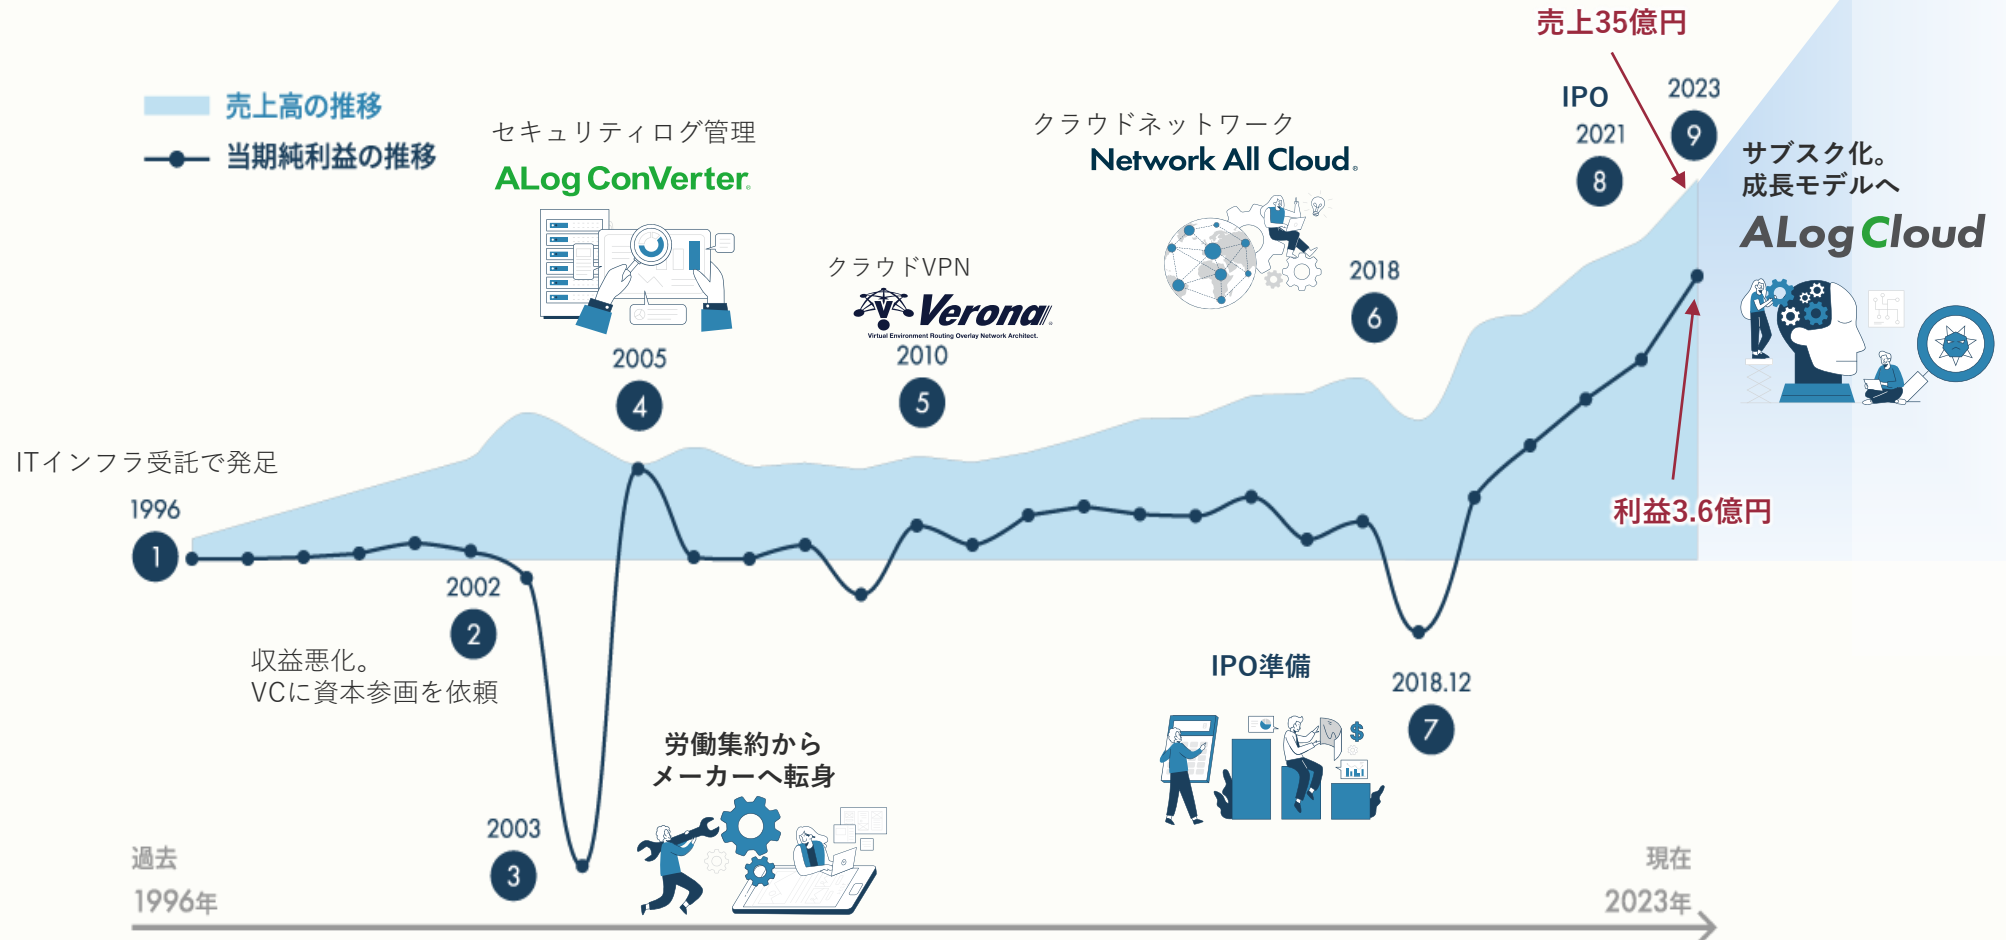 売上35億円
売上高の推移
当期純利益の推移
セキュリティログ管理
ALog ConVerter®
クラウドネットワーク
Network All Cloud®
IPO
2021
8
2023
9
サブスク化。
成長モデルへ
ALog Cloud
クラウドVPN
Verona®
Virtual Environment Routing Overlay Network Architect.
2005
4
2010
5
2018
6
ITインフラ受託で発足
1996
1
利益3.6億円
2002
2
収益悪化。
VCに資本参画を依頼
IPO準備
2018.12
7
労働集約から
メーカーへ転身
2003
3
過去
1996年
現在
2023年